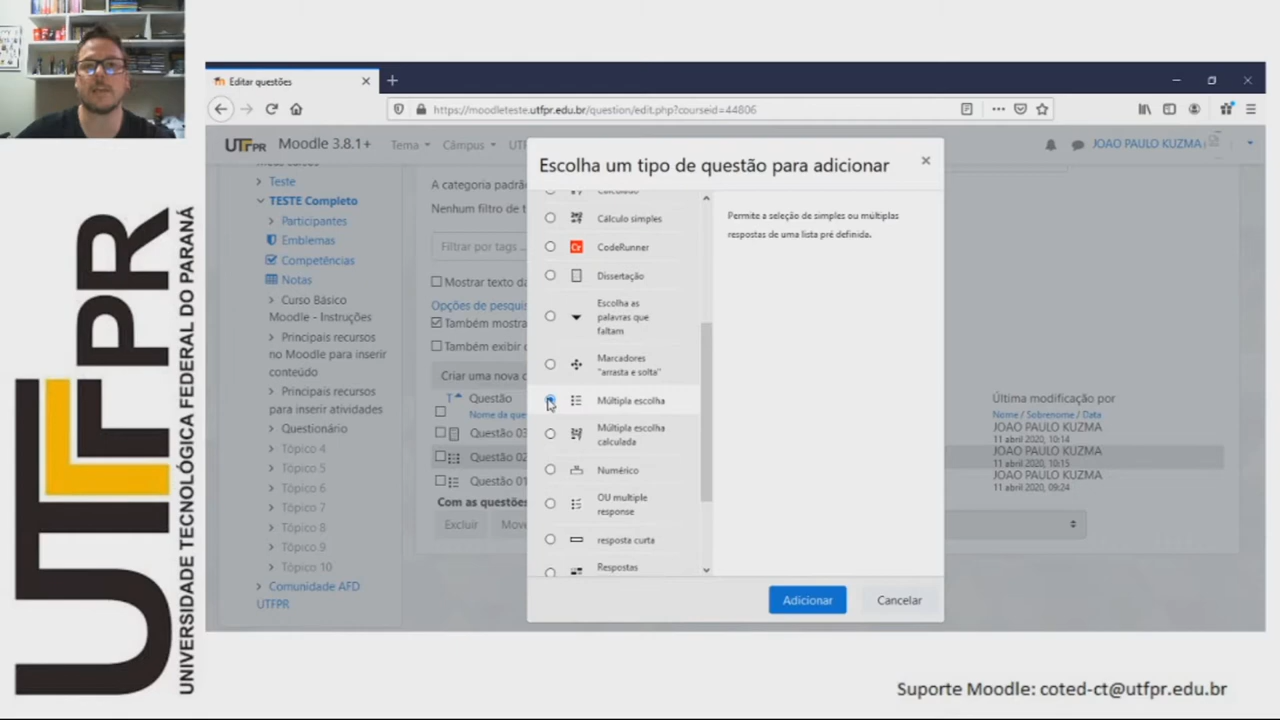 Editar questões
https://moodleteste.utfpr.edu.br/question/edit.php?courseid=44806
UTFPR Moodle 3.8.1+ Tema Câmpus
JOAO PAULO KUZMA
Teste
TESTE Completo
Participantes
Emblemas
Competências
Notas
Curso Básico
Moodle - Instruções
Principais recursos
no Moodle para inserir
conteúdo
Principais recursos
para inserir atividades
Questionário
Tópico 4
Tópico 5
Tópico 6
Tópico 7
Tópico 8
Tópico 9
Tópico 10
Comunidade AFD
UTFPR
A categoria padrão
Nenhum filtro de
Filtrar por tags ...
Mostrar texto da
Opções de pesquis
Também mostra
Também exibir
Criar uma nova
T Questão
Nome da que
Questão 03
Questão 02
Questão 01
Com as questões
Excluir
Escolha um tipo de questão para adicionar
Calculado
Cálculo simples
CodeRunner
Dissertação
Escolha as
palavras que
faltam
Marcadores
"arrasta e solta"
Múltipla escolha
Múltipla escolha
calculada
Numérico
OU multiple
response
resposta curta
Respostas
Permite a seleção de simples ou múltiplas
respostas de uma lista pré definida.
Adicionar
Cancelar
Última modificação por
Nome / Sobrenome / Data
JOAO PAULO KUZMA
11 abril 2020, 10:14
JOAO PAULO KUZMA
11 abril 2020, 10:15
JOAO PAULO KUZMA
11 abril 2020, 09:24
UTFPR
UNIVERSIDADE TECNOLÓGICA FEDERAL DO PARANÁ
Suporte Moodle: coted-ct@utfpr.edu.br